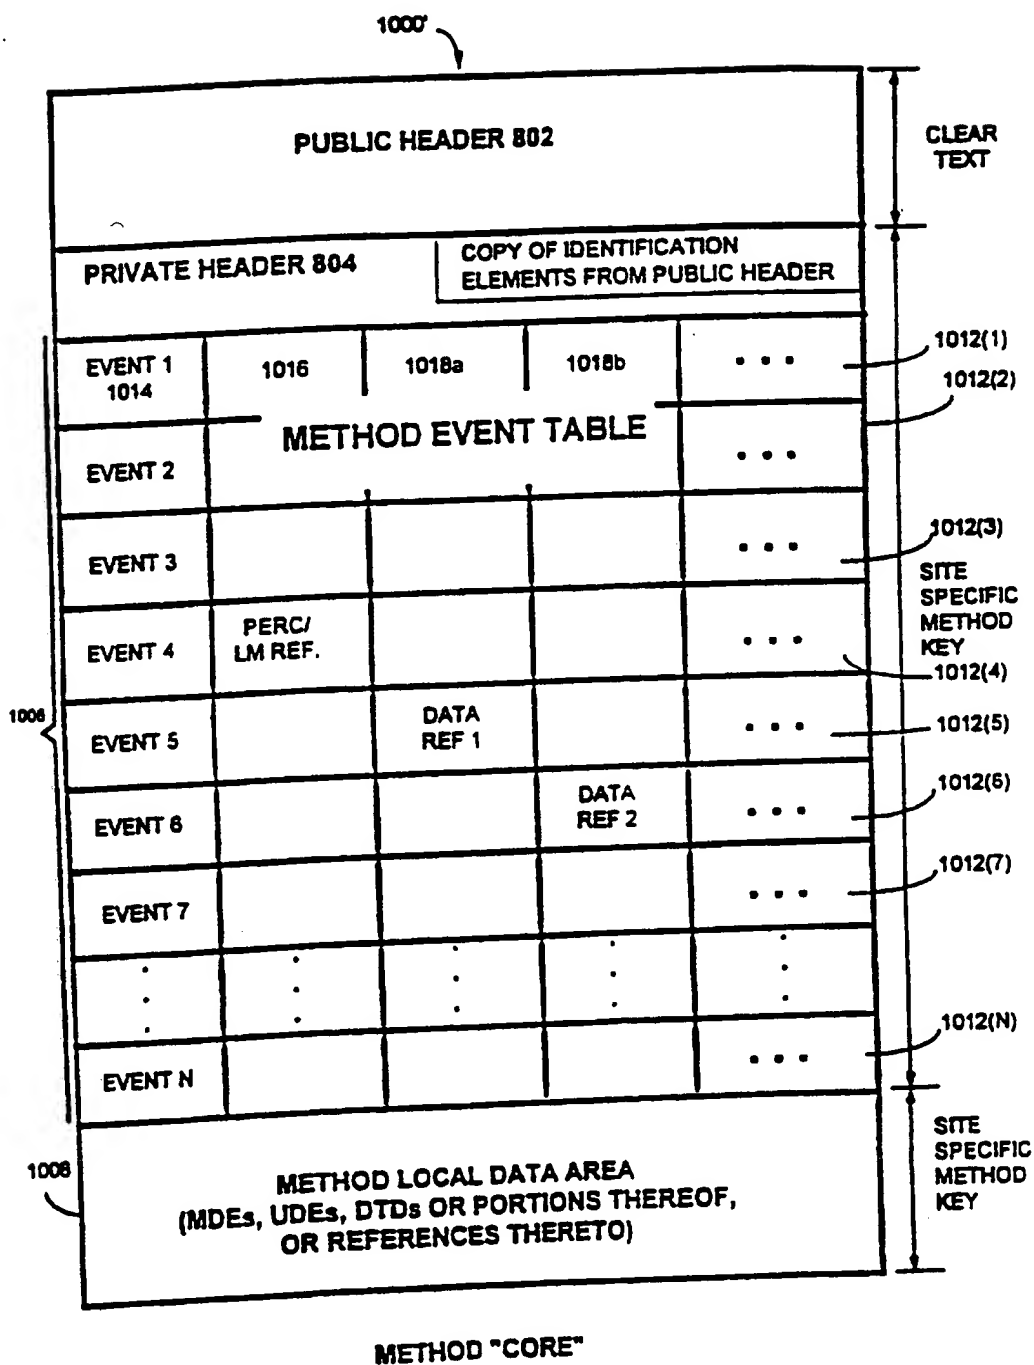 1000'
PUBLIC HEADER 802
CLEAR
TEXT
PRIVATE HEADER 804
COPY OF IDENTIFICATION
ELEMENTS FROM PUBLIC HEADER
EVENT 1
1014
1016
1018a
1018b
• • •
1012(1)
1012(2)
METHOD EVENT TABLE
EVENT 2
• • •
EVENT 3
• • •
1012(3)
SITE
SPECIFIC
METHOD
KEY
EVENT 4
PERC/
LM REF.
• • •
1012(4)
1006
EVENT 5
DATA
REF 1
• • •
1012(5)
EVENT 6
DATA
REF 2
• • •
1012(6)
EVENT 7
• • •
1012(7)
EVENT N
• • •
1012(N)
1008
METHOD LOCAL DATA AREA
(MDEs, UDEs, DTDs OR PORTIONS THEREOF,
OR REFERENCES THERETO)
SITE
SPECIFIC
METHOD
KEY
METHOD "CORE"